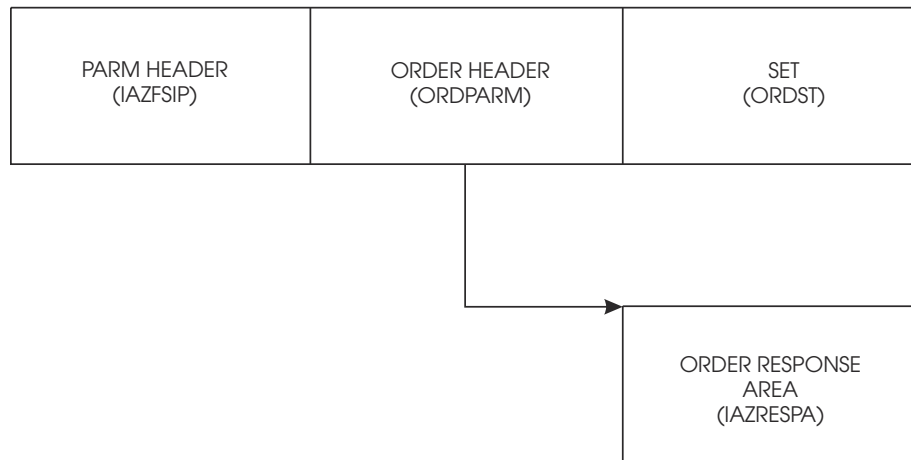 PARM HEADER
(IAZFSIP)
ORDER HEADER
(ORDPARM)
SET
(ORDST)
ORDER RESPONSE
AREA
(IAZRESPA)